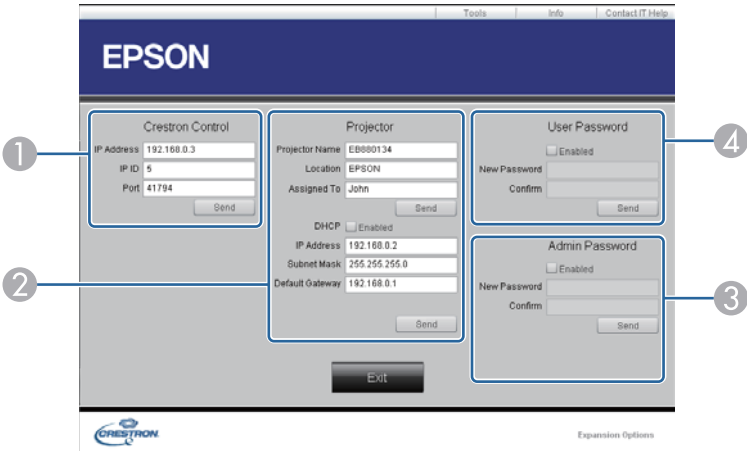 Tools Info Contact IT Help
EPSON
Crestron Control
IP Address 192.168.0.3
IP ID 5
Port 41794
Send
1
Projector
Projector Name EB880134
Location EPSON
Assigned To John
Send
DHCP Enabled
IP Address 192.168.0.2
Subnet Mask 255.255.255.0
Default Gateway 192.168.0.1
Send
2
User Password
Enabled
New Password
Confirm
Send
4
Admin Password
Enabled
New Password
Confirm
Send
3
Exit
CRESTRON
Expansion Options